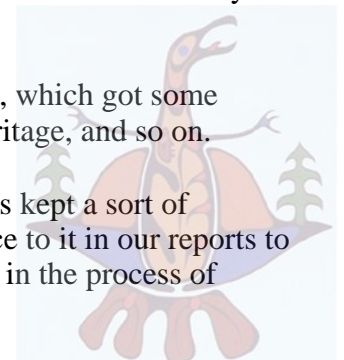 , which got some
ritage, and so on.
s kept a sort of
ce to it in our reports to
in the process of